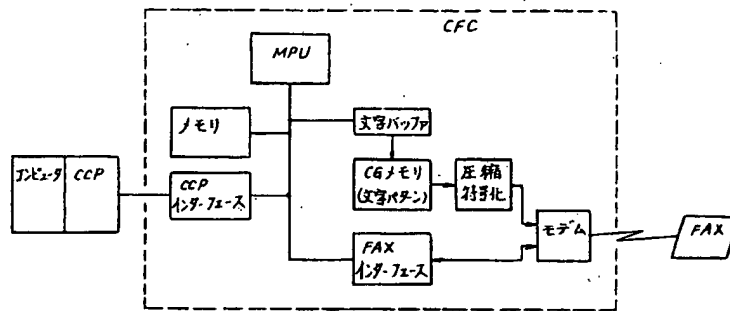 CFC
MPU
メモリ
文字バッファ
コンピュータ
CCP
CCP
インターフェース
CGメモリ
(文字パターン)
圧縮
符号化
モデム
FAX
FAX
インターフェース